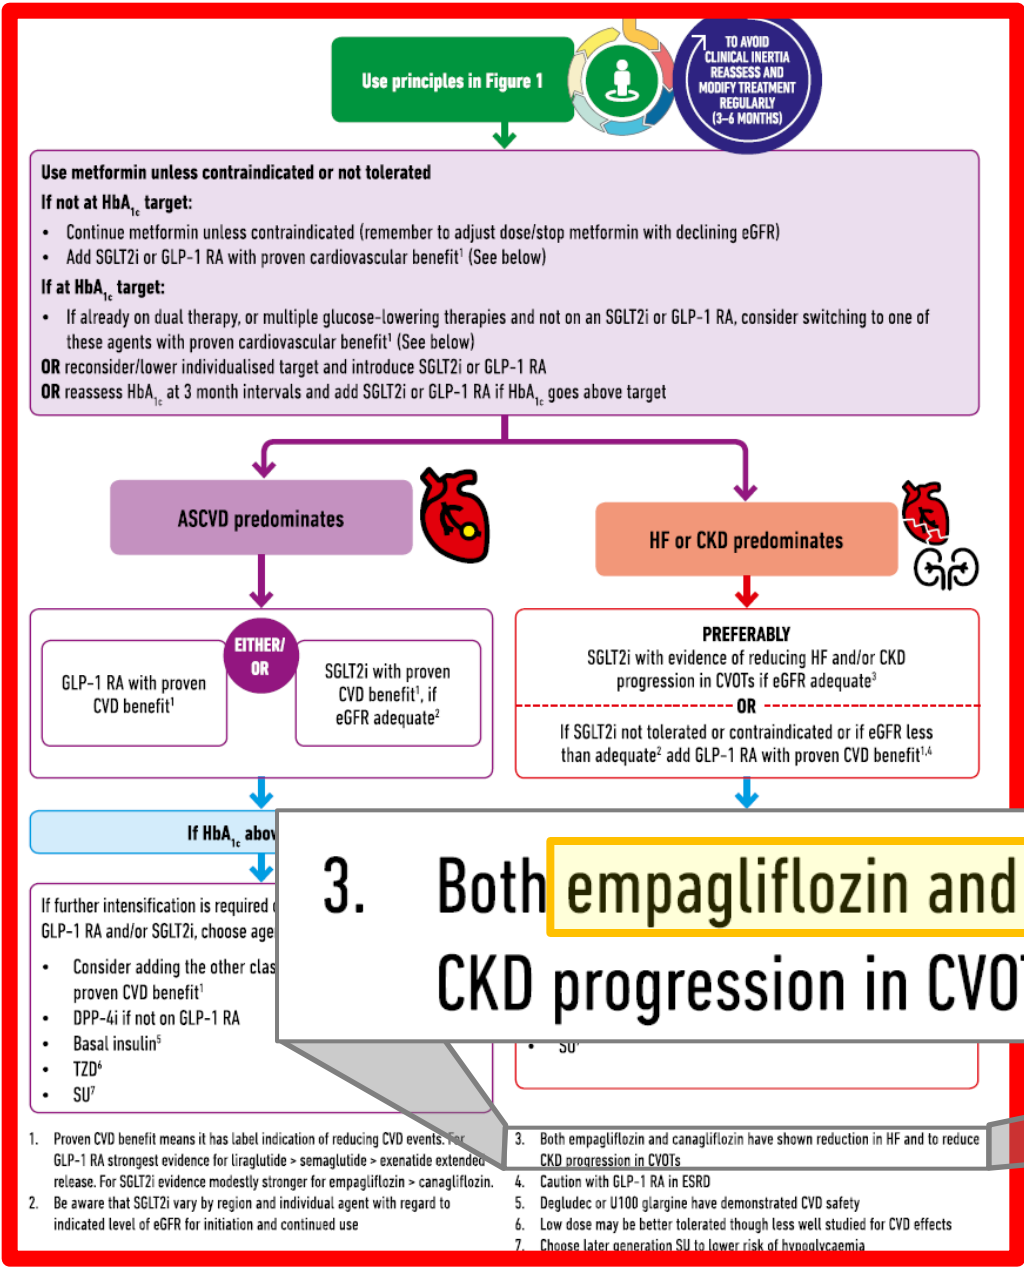 Use principles in Figure 1
TO AVOID
CLINICAL INERTIA
REASSESS AND
MODIFY TREATMENT
REGULARLY
(3–6 MONTHS)
Use metformin unless contraindicated or not tolerated
If not at HbA1c target:
• Continue metformin unless contraindicated (remember to adjust dose/stop metformin with declining eGFR)
• Add SGLT2i or GLP-1 RA with proven cardiovascular benefit1 (See below)
If at HbA1c target:
• If already on dual therapy, or multiple glucose-lowering therapies and not on an SGLT2i or GLP-1 RA, consider switching to one of
these agents with proven cardiovascular benefit1 (See below)
OR reconsider/lower individualised target and introduce SGLT2i or GLP-1 RA
OR reassess HbA1c at 3 month intervals and add SGLT2i or GLP-1 RA if HbA1c goes above target
ASCVD predominates
HF or CKD predominates
EITHER/
OR
GLP-1 RA with proven
CVD benefit1
SGLT2i with proven
CVD benefit1, if
eGFR adequate2
PREFERABLY
SGLT2i with evidence of reducing HF and/or CKD
progression in CVOTs if eGFR adequate3
OR
If SGLT2i not tolerated or contraindicated or if eGFR less
than adequate2 add GLP-1 RA with proven CVD benefit1,4
If HbA1c
3. Both empagliflozin and
CKD progression in
If further intensification is required
GLP-1 RA and/or SGLT2i, choose
• Consider adding the other
proven CVD benefit1
• DPP-4i if not on GLP-1 RA
• Basal insulin5
• TZD6
• SU7
• SU7
1. Proven CVD benefit means it has label indication of reducing CVD events. For
GLP-1 RA strongest evidence for liraglutide > semaglutide > exenatide extended
release. For SGLT2i evidence modestly stronger for empagliflozin > canagliflozin.
2. Be aware that SGLT2i vary by region and individual agent with regard to
indicated level of eGFR for initiation and continued use
3. Both empagliflozin and canagliflozin have shown reduction in HF and to reduce
CKD progression in CVOTs
4. Caution with GLP-1 RA in ESRD
5. Degludec or U100 glargine have demonstrated CVD safety
6. Low dose may be better tolerated though less well studied for CVD effects
7. Choose later generation SU to lower risk of hypoglycaemia